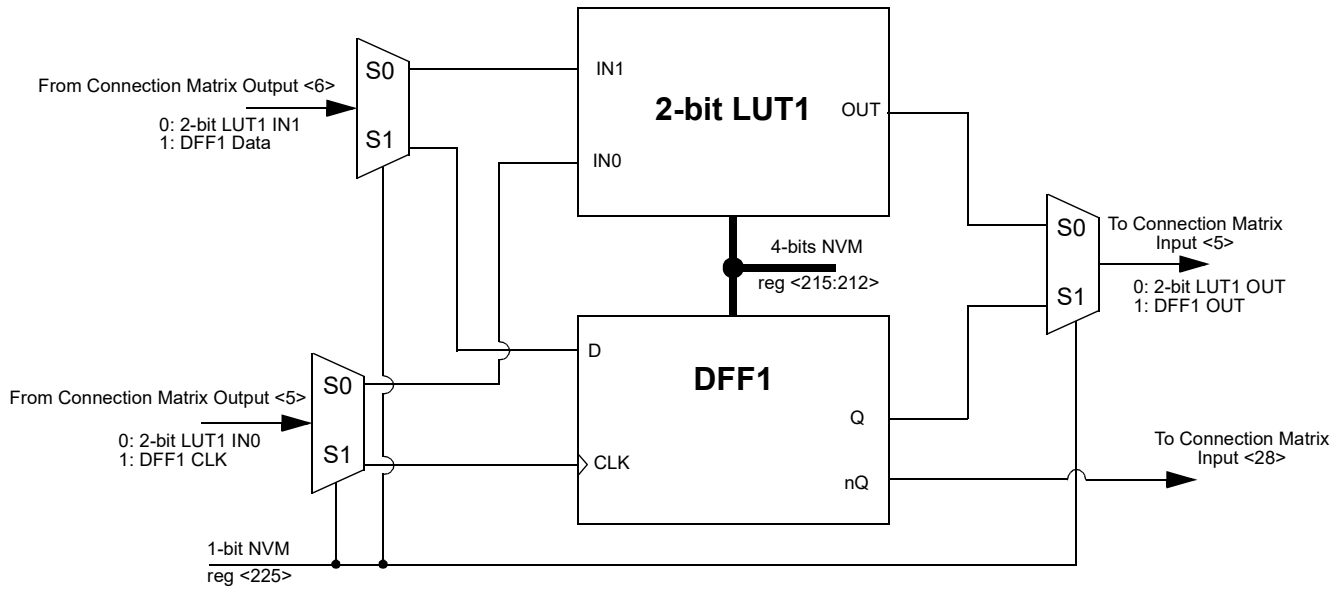 From Connection Matrix Output <6>
0: 2-bit LUT1 IN1
1: DFF1 Data
S0
S1
IN1
IN0
2-bit LUT1
OUT
4-bits NVM
reg <215:212>
S0
S1
To Connection Matrix
Input <5>
0: 2-bit LUT1 OUT
1: DFF1 OUT
From Connection Matrix Output <5>
0: 2-bit LUT1 IN0
1: DFF1 CLK
S0
S1
D
CLK
DFF1
Q
nQ
To Connection Matrix
Input <28>
1-bit NVM
reg <225>